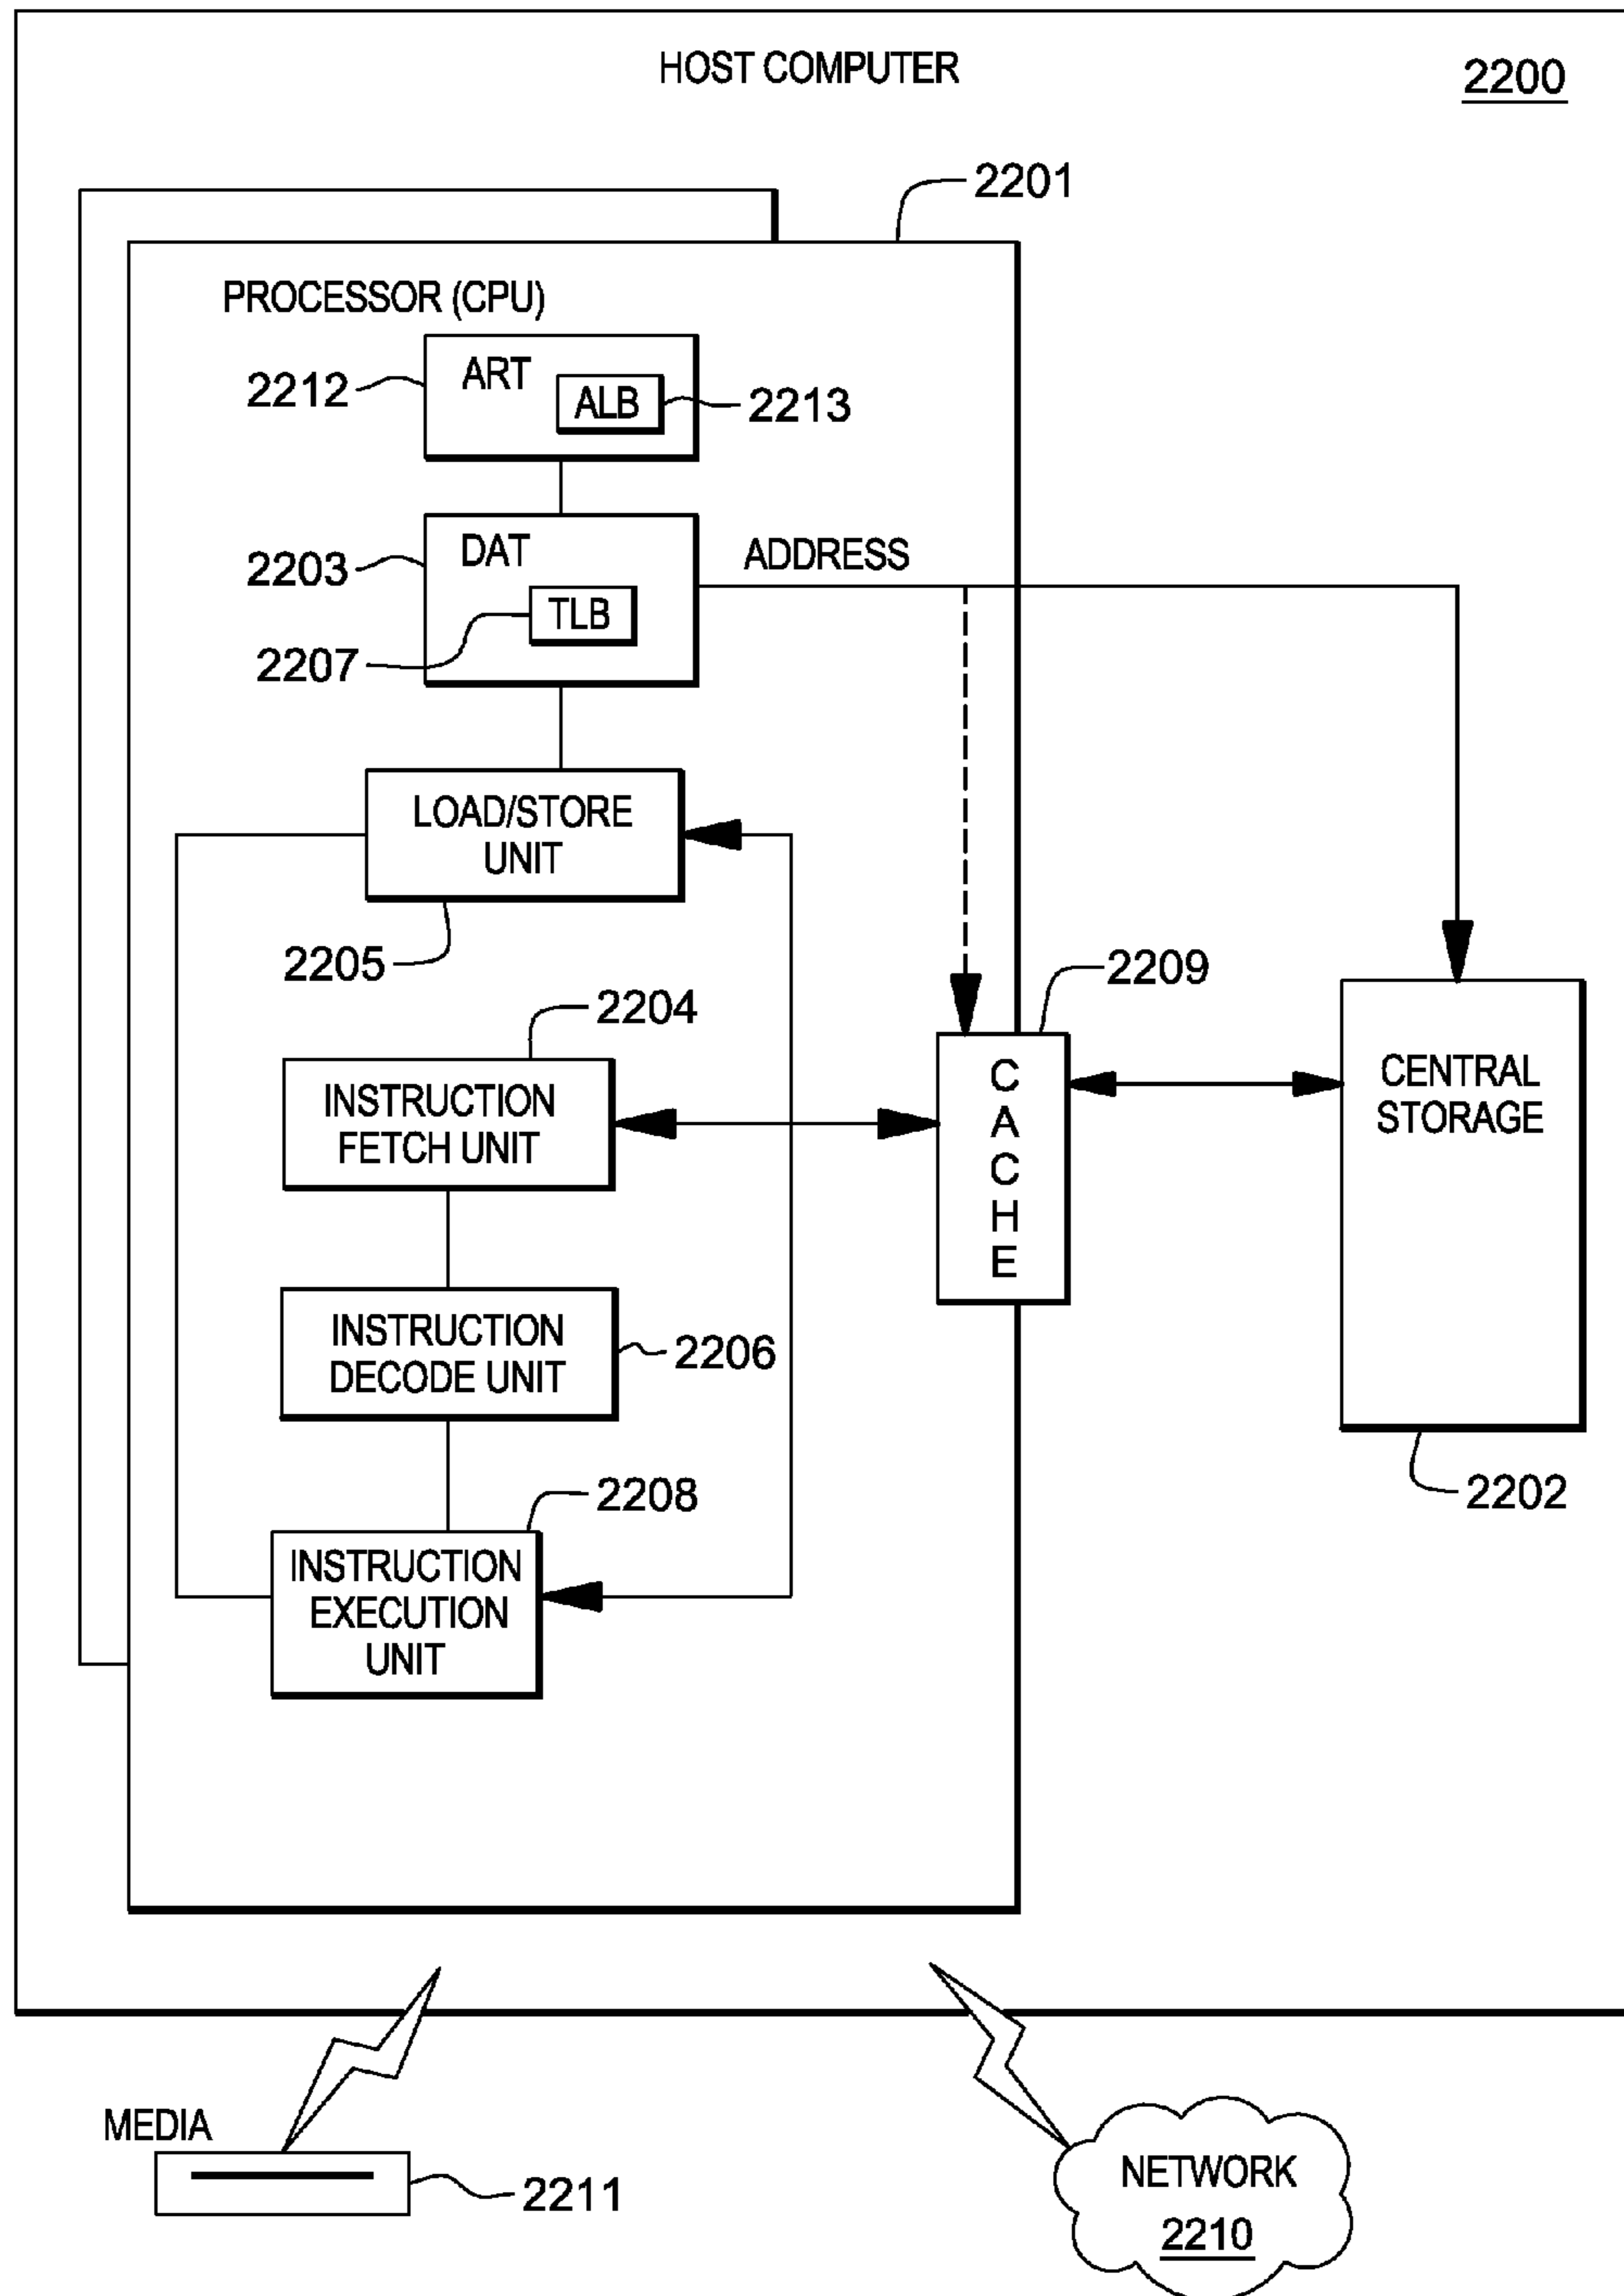 HOST COMPUTER
2200
2201
PROCESSOR (CPU)
ART
2212
ALB
2213
DAT
ADDRESS
2203
TLB
2207
LOAD/STORE
UNIT
2205
2209
2204
CACHE
CENTRAL
STORAGE
INSTRUCTION
FETCH UNIT
INSTRUCTION
DECODE UNIT
2206
2202
2208
INSTRUCTION
EXECUTION
UNIT
MEDIA
2211
NETWORK
2210